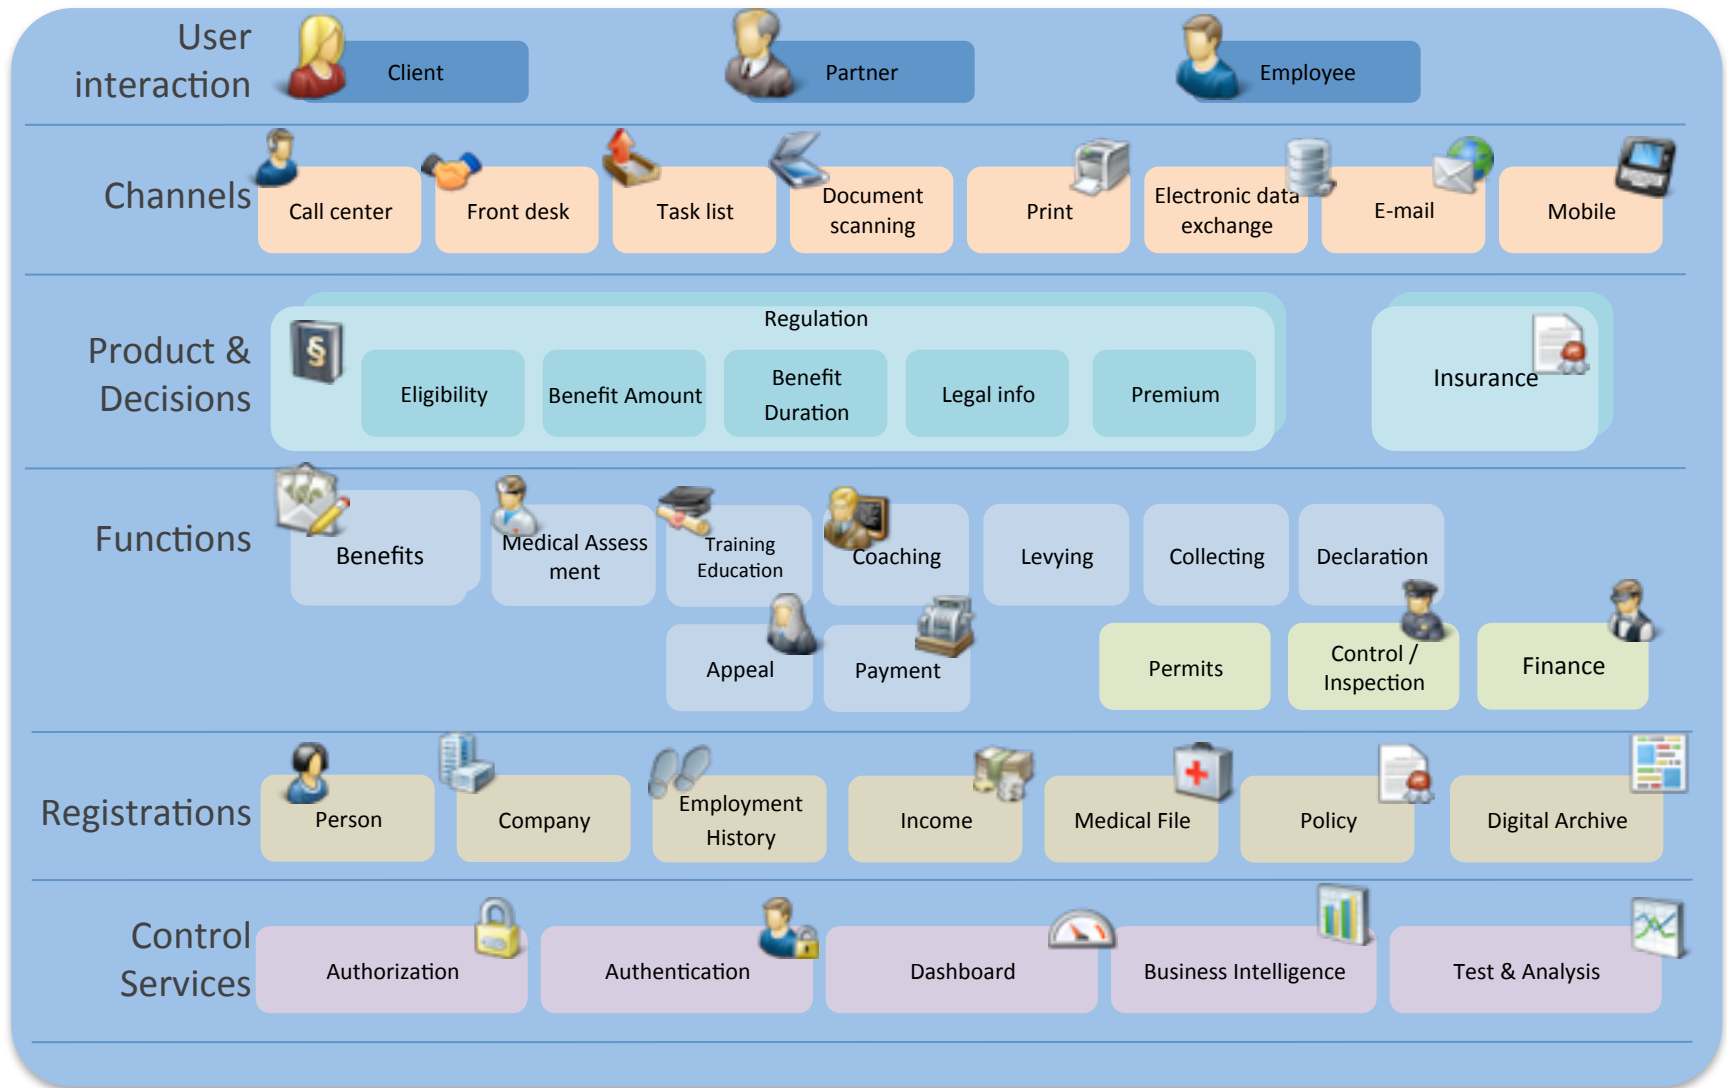 User
interaction
Client
Partner
Employee
Channels
Call center
Front desk
Task list
Document
scanning
Print
Electronic data
exchange
E-mail
Mobile
Product &
Decisions
Regulation
§
Eligibility
Benefit Amount
Benefit
Duration
Legal info
Premium
Insurance
Functions
Benefits
Medical Assess
ment
Training
Education
Coaching
Levying
Collecting
Declaration
Appeal
Payment
Permits
Control /
Inspection
Finance
Registrations
Person
Company
Employment
History
Income
Medical File
Policy
Digital Archive
Control
Services
Authorization
Authentication
Dashboard
Business Intelligence
Test & Analysis